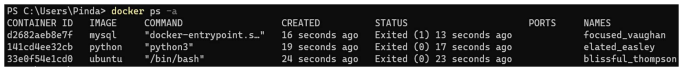 PS C:\Users\Pinda> docker ps -a
CONTAINER ID IMAGE COMMAND CREATED STATUS PORTS NAMES
d2682aeb8e7f mysql "docker-entrypoint.s…" 16 seconds ago Exited (1) 13 seconds ago focused_vaughan
141cd4ee32cb python "python3" 19 seconds ago Exited (0) 17 seconds ago elated_easley
33e0f54e1cd0 ubuntu "/bin/bash" 24 seconds ago Exited (0) 23 seconds ago blissful_thompson